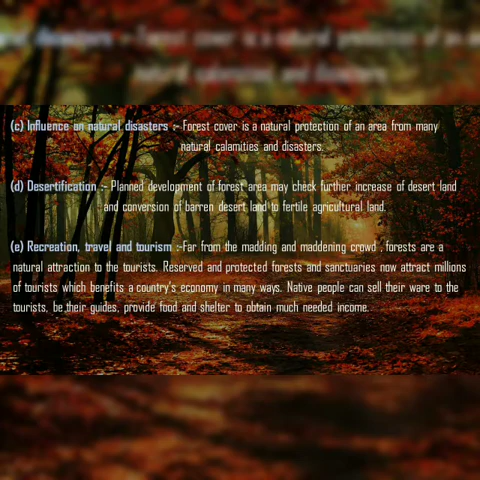 (c) Influence on natural disasters :- Forest cover is a natural protection of an area from many
natural calamities and disasters.
(d) Desertification :- Planned development of forest area may check further increase of desert land
and conversion of barren desert land to fertile agricultural land.
(e) Recreation, travel and tourism :-Far from the madding and maddening crowd , forests are a
natural attraction to the tourists. Reserved and protected forests and sanctuaries now attract millions
of tourists which benefits a country's economy in many ways. Native people can sell their ware to the
tourists, be,their guides, provide food and shelter to obtain much needed income.